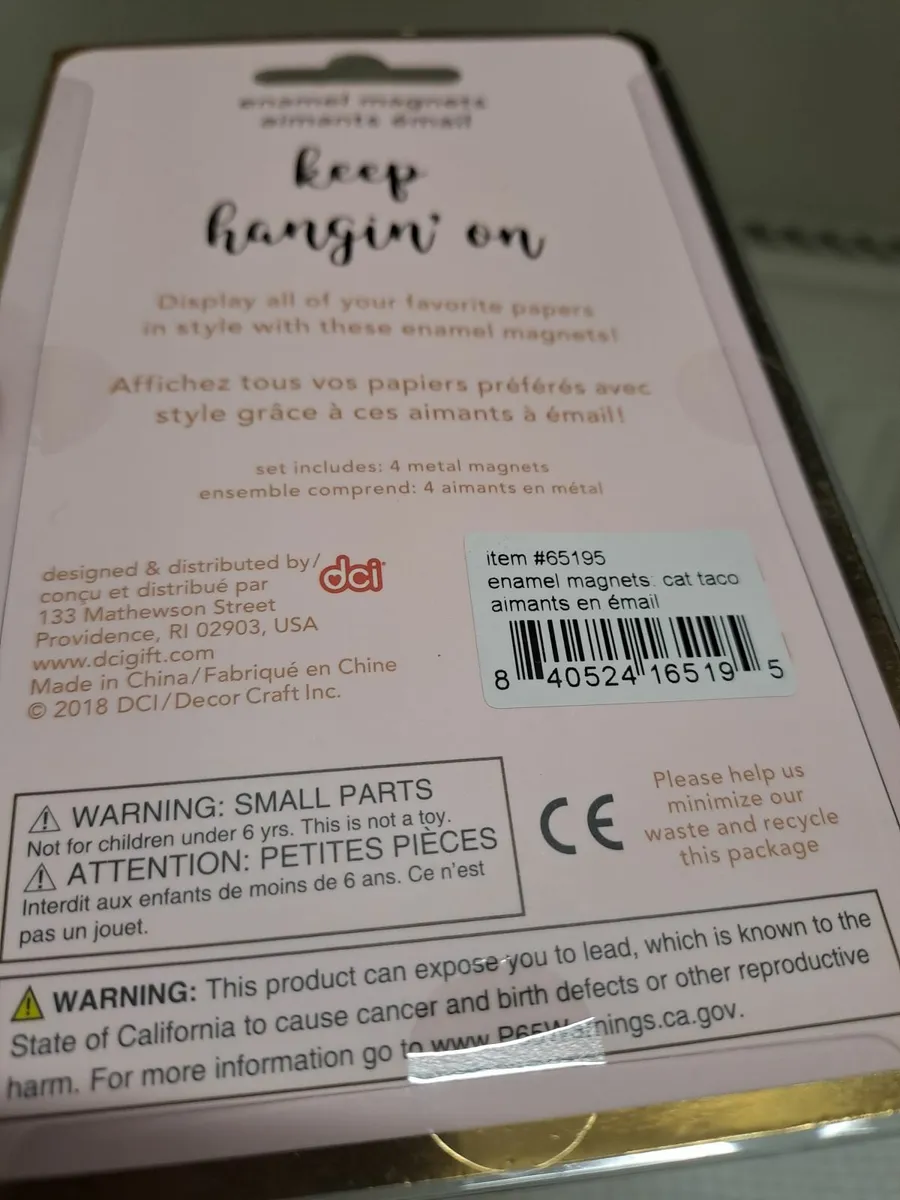 enamel magnets
aimants émail
keep
hangin' on
Display all of your favorite papers
in style with these enamel magnets!
Affichez tous vos papiers préférés avec
style grâce à ces aimants à émail!
set includes: 4 metal magnets
ensemble comprend: 4 aimants en métal
designed & distributed by/
conçu et distribué par
dci
133 Mathewson Street
Providence, RI 02903, USA
www.dcigift.com
Made in China/Fabriqué en Chine
© 2018 DCI/Decor Craft Inc.
item #65195
enamel magnets: cat taco
aimants en émail
8 40524 16519 5
WARNING: SMALL PARTS
Not for children under 6 yrs. This is not a toy.
ATTENTION: PETITES PIÈCES
Interdit aux enfants de moins de 6 ans. Ce n'est
pas un jouet.
CE
Please help us
minimize our
waste and recycle
this package
WARNING: This product can expose you to lead, which is known to the
State of California to cause cancer and birth defects or other reproductive
harm. For more information go to www.P65Warnings.ca.gov.